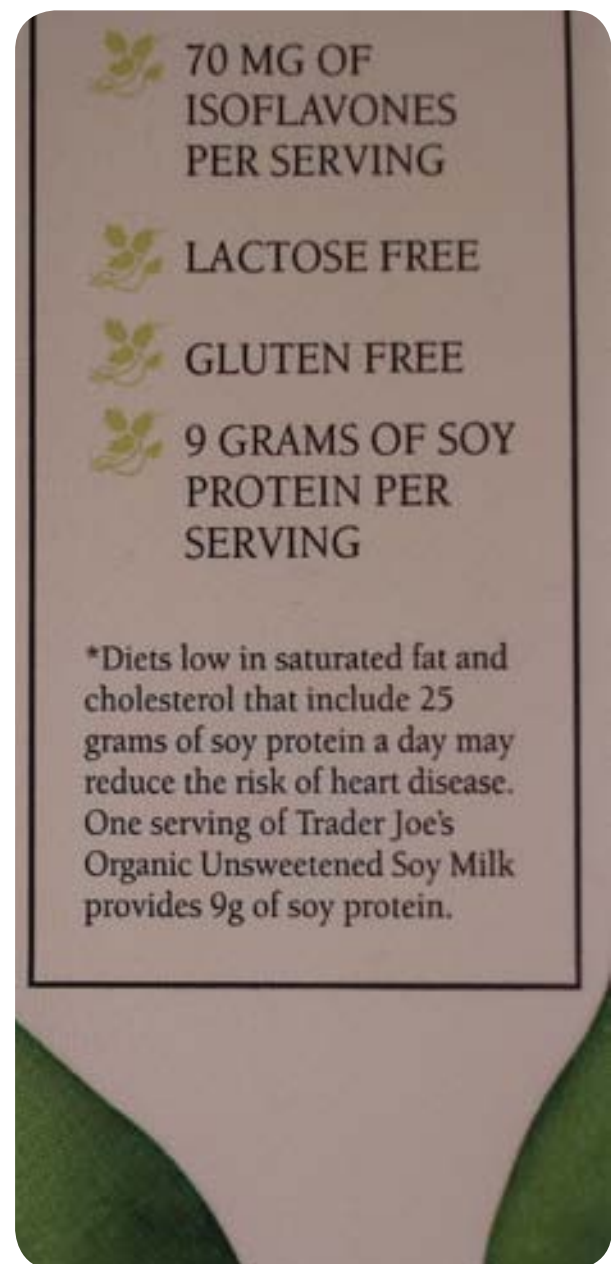 70 MG OF
ISOFLAVONES
PER SERVING
LACTOSE FREE
GLUTEN FREE
9 GRAMS OF SOY
PROTEIN PER
SERVING
*Diets low in saturated fat and
cholesterol that include 25
grams of soy protein a day may
reduce the risk of heart disease.
One serving of Trader Joe's
Organic Unsweetened Soy Milk
provides 9g of soy protein.